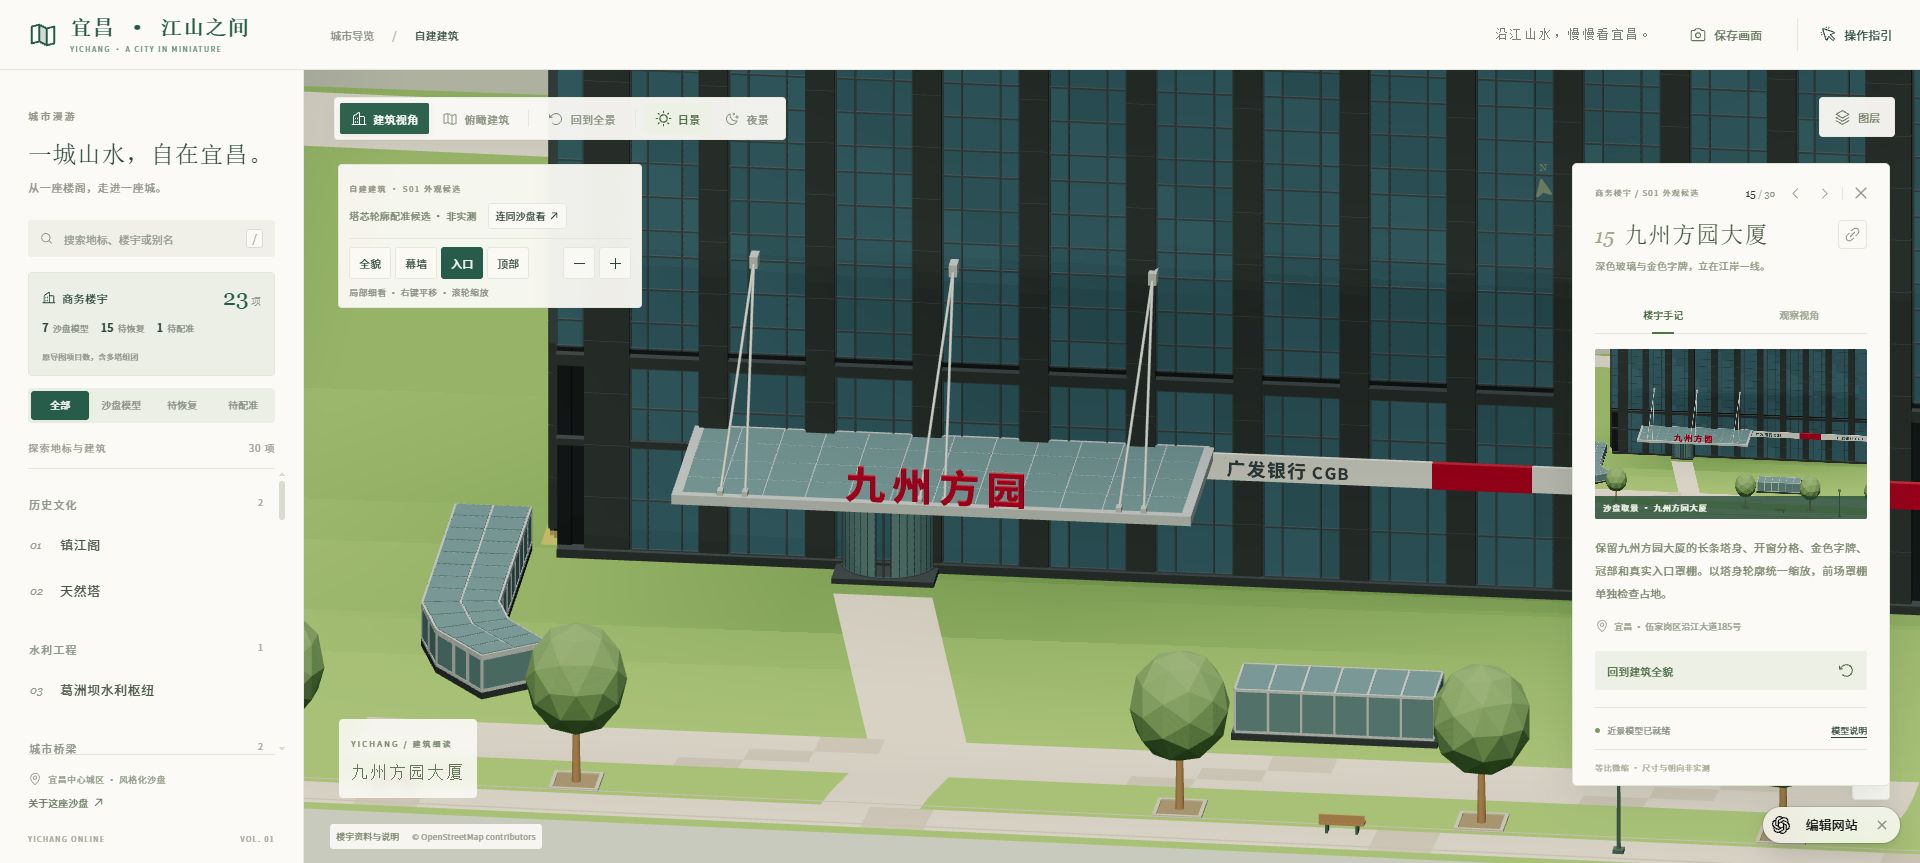 宜昌 • 江山之间
YICHANG • A CITY IN MINIATURE
城市导览 / 自建建筑
沿江山水，慢慢看宜昌。
保存画面
操作指引
城市漫游
一城山水，自在宜昌。
从一座楼阁，走进一座城。
搜索地标、楼宇或别名 /
商务楼宇 23 项
7 沙盘模型 15 待恢复 1 待配准
原导图项目数，含多塔组团
全部 沙盘模型 待恢复 待配准
探索地标与建筑 30 项
历史文化 2
01 镇江阁
02 天然塔
水利工程 1
03 葛洲坝水利枢纽
城市桥梁 2
宜昌中心城区 • 风格化沙盘
关于这座沙盘 ↗
YICHANG ONLINE VOL. 01
建筑视角 俯瞰建筑 回到全景 日景 夜景
图层
自建建筑 • S01 外观候选
塔芯轮廓配准候选 • 非实测 连同沙盘看 ↗
全貌 幕墙 入口 顶部 — +
局部细看 • 右键平移 • 滚轮缩放
N
九州方园
广发银行 CGB
YICHANG / 建筑细读
九州方园大厦
楼宇资料与说明 © OpenStreetMap contributors
商务楼宇 / S01 外观候选 15 / 30
15 九州方园大厦
深色玻璃与金色字牌，立在江岸一线。
楼宇手记 观察视角
九州方园
沙盘取景 • 九州方园大厦
保留九州方园大厦的长条塔身、开窗分格、金色字牌、
冠部和真实入口罩棚。以塔身轮廓统一缩放，前场罩棚
单独检查占地。
宜昌 • 伍家岗区沿江大道185号
回到建筑全貌
近景模型已就绪 模型说明
等比微缩 • 尺寸与朝向非实测
编辑网站